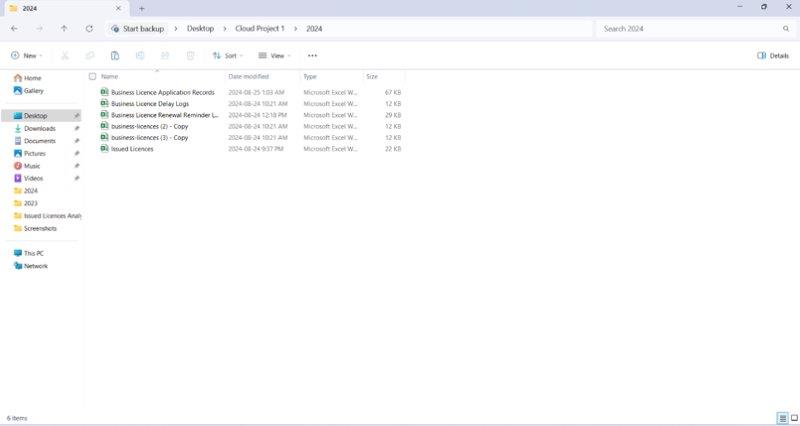 2024
Start backup > Desktop > Cloud Project 1 > 2024
Search 2024
New Sort View ... Details
Home
Gallery
Desktop
Downloads
Documents
Pictures
Music
Videos
2024
2023
Issued Licences Anal
Screenshots
This PC
Network
Name Date modified Type Size
Business Licence Application Records 2024-08-25 1:03 AM Microsoft Excel W... 67 KB
Business Licence Delay Logs 2024-08-24 10:21 AM Microsoft Excel W... 12 KB
Business Licence Renewal Reminder L... 2024-08-24 12:18 PM Microsoft Excel W... 29 KB
business-licences (2) - Copy 2024-08-24 10:21 AM Microsoft Excel W... 12 KB
business-licences (3) - Copy 2024-08-24 10:21 AM Microsoft Excel W... 12 KB
Issued Licences 2024-08-24 9:37 PM Microsoft Excel W... 22 KB
6 items